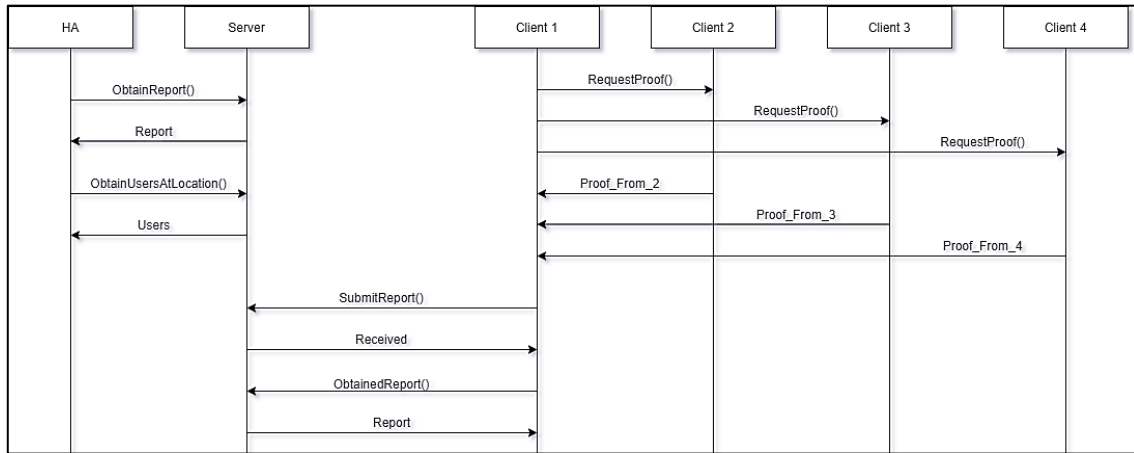 HA
Server
Client 1
Client 2
Client 3
Client 4
RequestProof()
ObtainReport()
RequestProof()
Report
RequestProof()
ObtainUsersAtLocation()
Proof_From_2
Users
Proof_From_3
Proof_From_4
SubmitReport()
Received
ObtainedReport()
Report